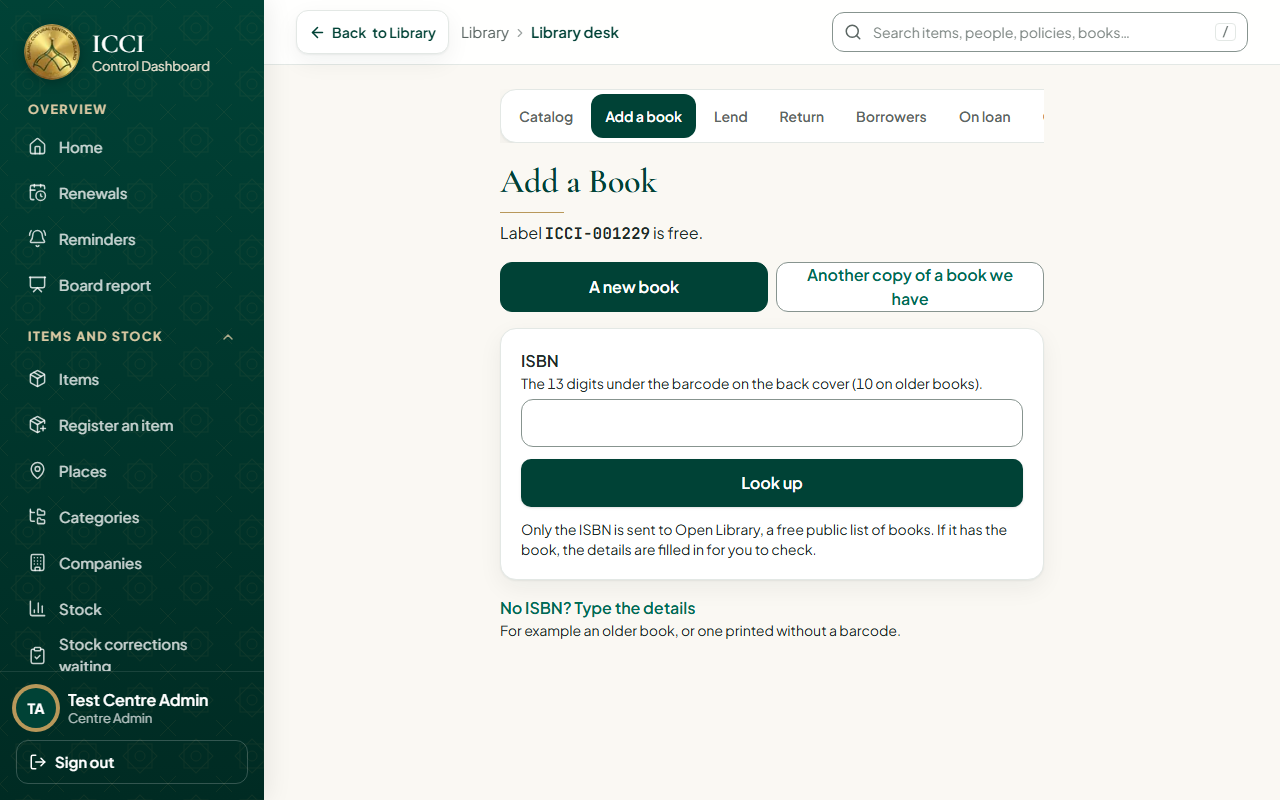 ICCI
Control Dashboard
OVERVIEW
Home
Renewals
Reminders
Board report
ITEMS AND STOCK
Items
Register an item
Places
Categories
Companies
Stock
Stock corrections
waiting
TA
Test Centre Admin
Centre Admin
Sign out
Back to Library
Library
Library desk
Search items, people, policies, books…
/
Catalog
Add a book
Lend
Return
Borrowers
On loan
Add a Book
Label ICCI-001229 is free.
A new book
Another copy of a book we
have
ISBN
The 13 digits under the barcode on the back cover (10 on older books).
Look up
Only the ISBN is sent to Open Library, a free public list of books. If it has the
book, the details are filled in for you to check.
No ISBN? Type the details
For example an older book, or one printed without a barcode.